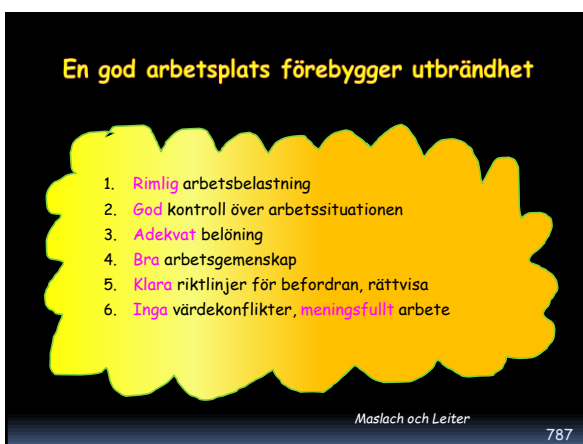 En god arbetsplats förebygger utbrändhet
1. Rimlig arbetsbelastning
2. God kontroll över arbetssituationen
3. Adekvat belöning
4. Bra arbetsgemenskap
5. Klara riktlinjer för befordran, rättvisa
6. Inga värdekonflikter, meningsfullt arbete
Maslach och Leiter
787